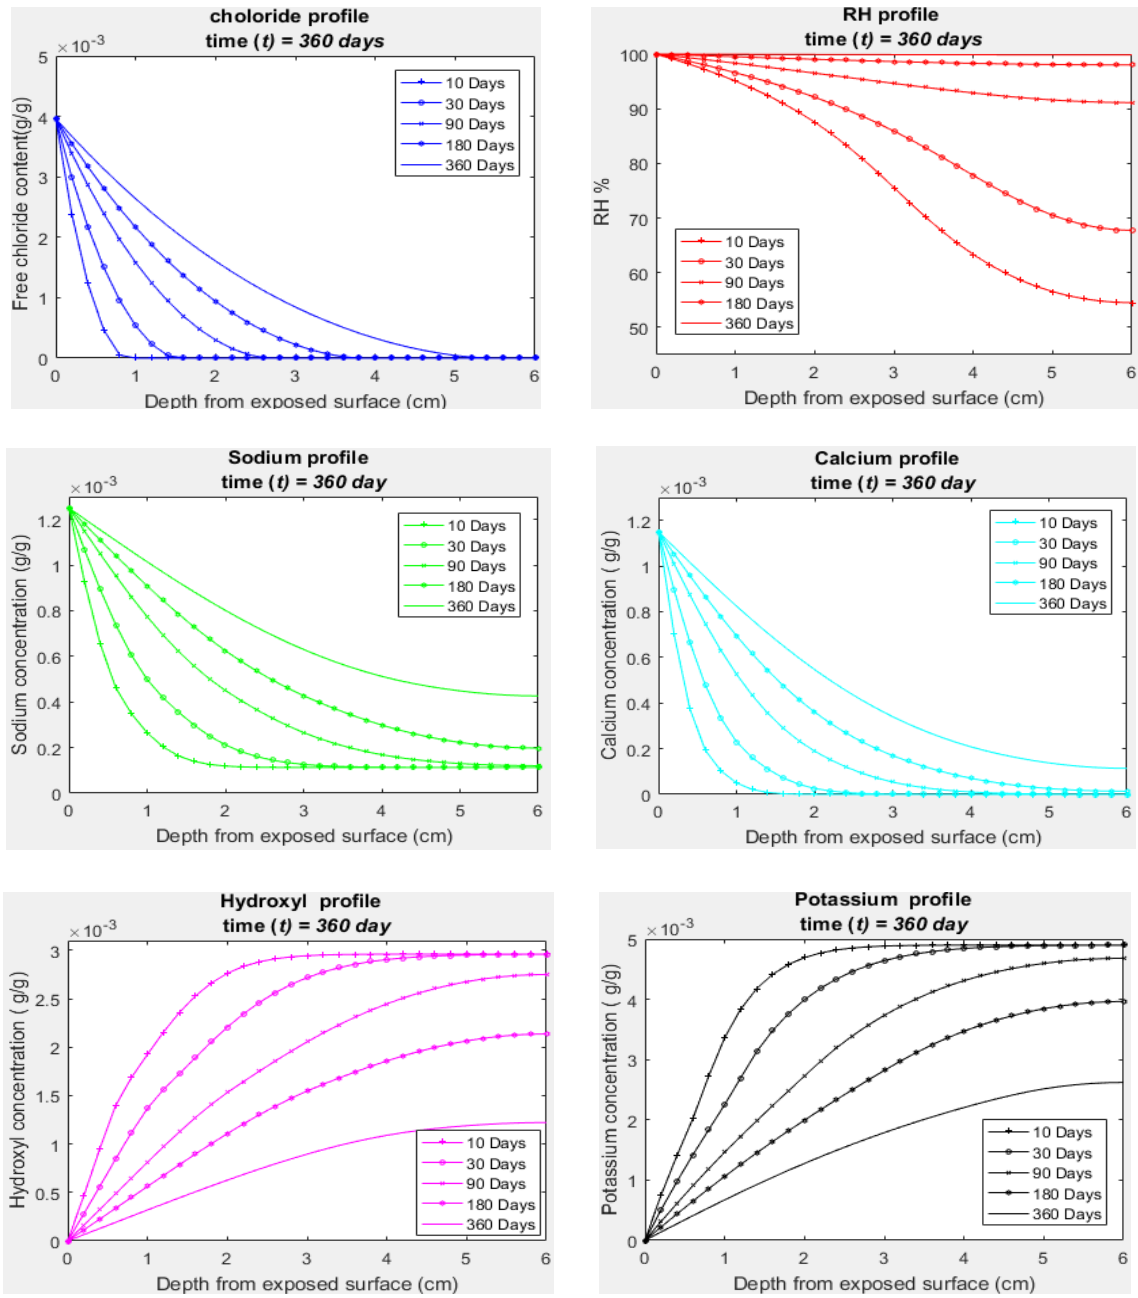 choloride profile
time (t) = 360 days
×10⁻³
5
4
3
2
1
0
Free chloride content(g/g)
10 Days
30 Days
90 Days
180 Days
360 Days
0 1 2 3 4 5 6
Depth from exposed surface (cm)
RH profile
time (t) = 360 days
100
90
80
70
60
50
RH %
10 Days
30 Days
90 Days
180 Days
360 Days
0 1 2 3 4 5 6
Depth from exposed surface (cm)
Sodium profile
time (t) = 360 day
×10⁻³
1.2
1
0.8
0.6
0.4
0.2
0
Sodium concentration (g/g)
10 Days
30 Days
90 Days
180 Days
360 Days
0 1 2 3 4 5 6
Depth from exposed surface (cm)
Calcium profile
time (t) = 360 day
×10⁻³
1.2
1
0.8
0.6
0.4
0.2
0
Calcium concentration ( g/g)
10 Days
30 Days
90 Days
180 Days
360 Days
0 1 2 3 4 5 6
Depth from exposed surface (cm)
Hydroxyl profile
time (t) = 360 day
×10⁻³
3
2.5
2
1.5
1
0.5
0
Hydroxyl concentration ( g/g)
10 Days
30 Days
90 Days
180 Days
360 Days
0 1 2 3 4 5 6
Depth from exposed surface (cm)
Potassium profile
time (t) = 360 day
×10⁻³
5
4
3
2
1
0
Potassium concentration ( g/g)
10 Days
30 Days
90 Days
180 Days
360 Days
0 1 2 3 4 5 6
Depth from exposed surface (cm)